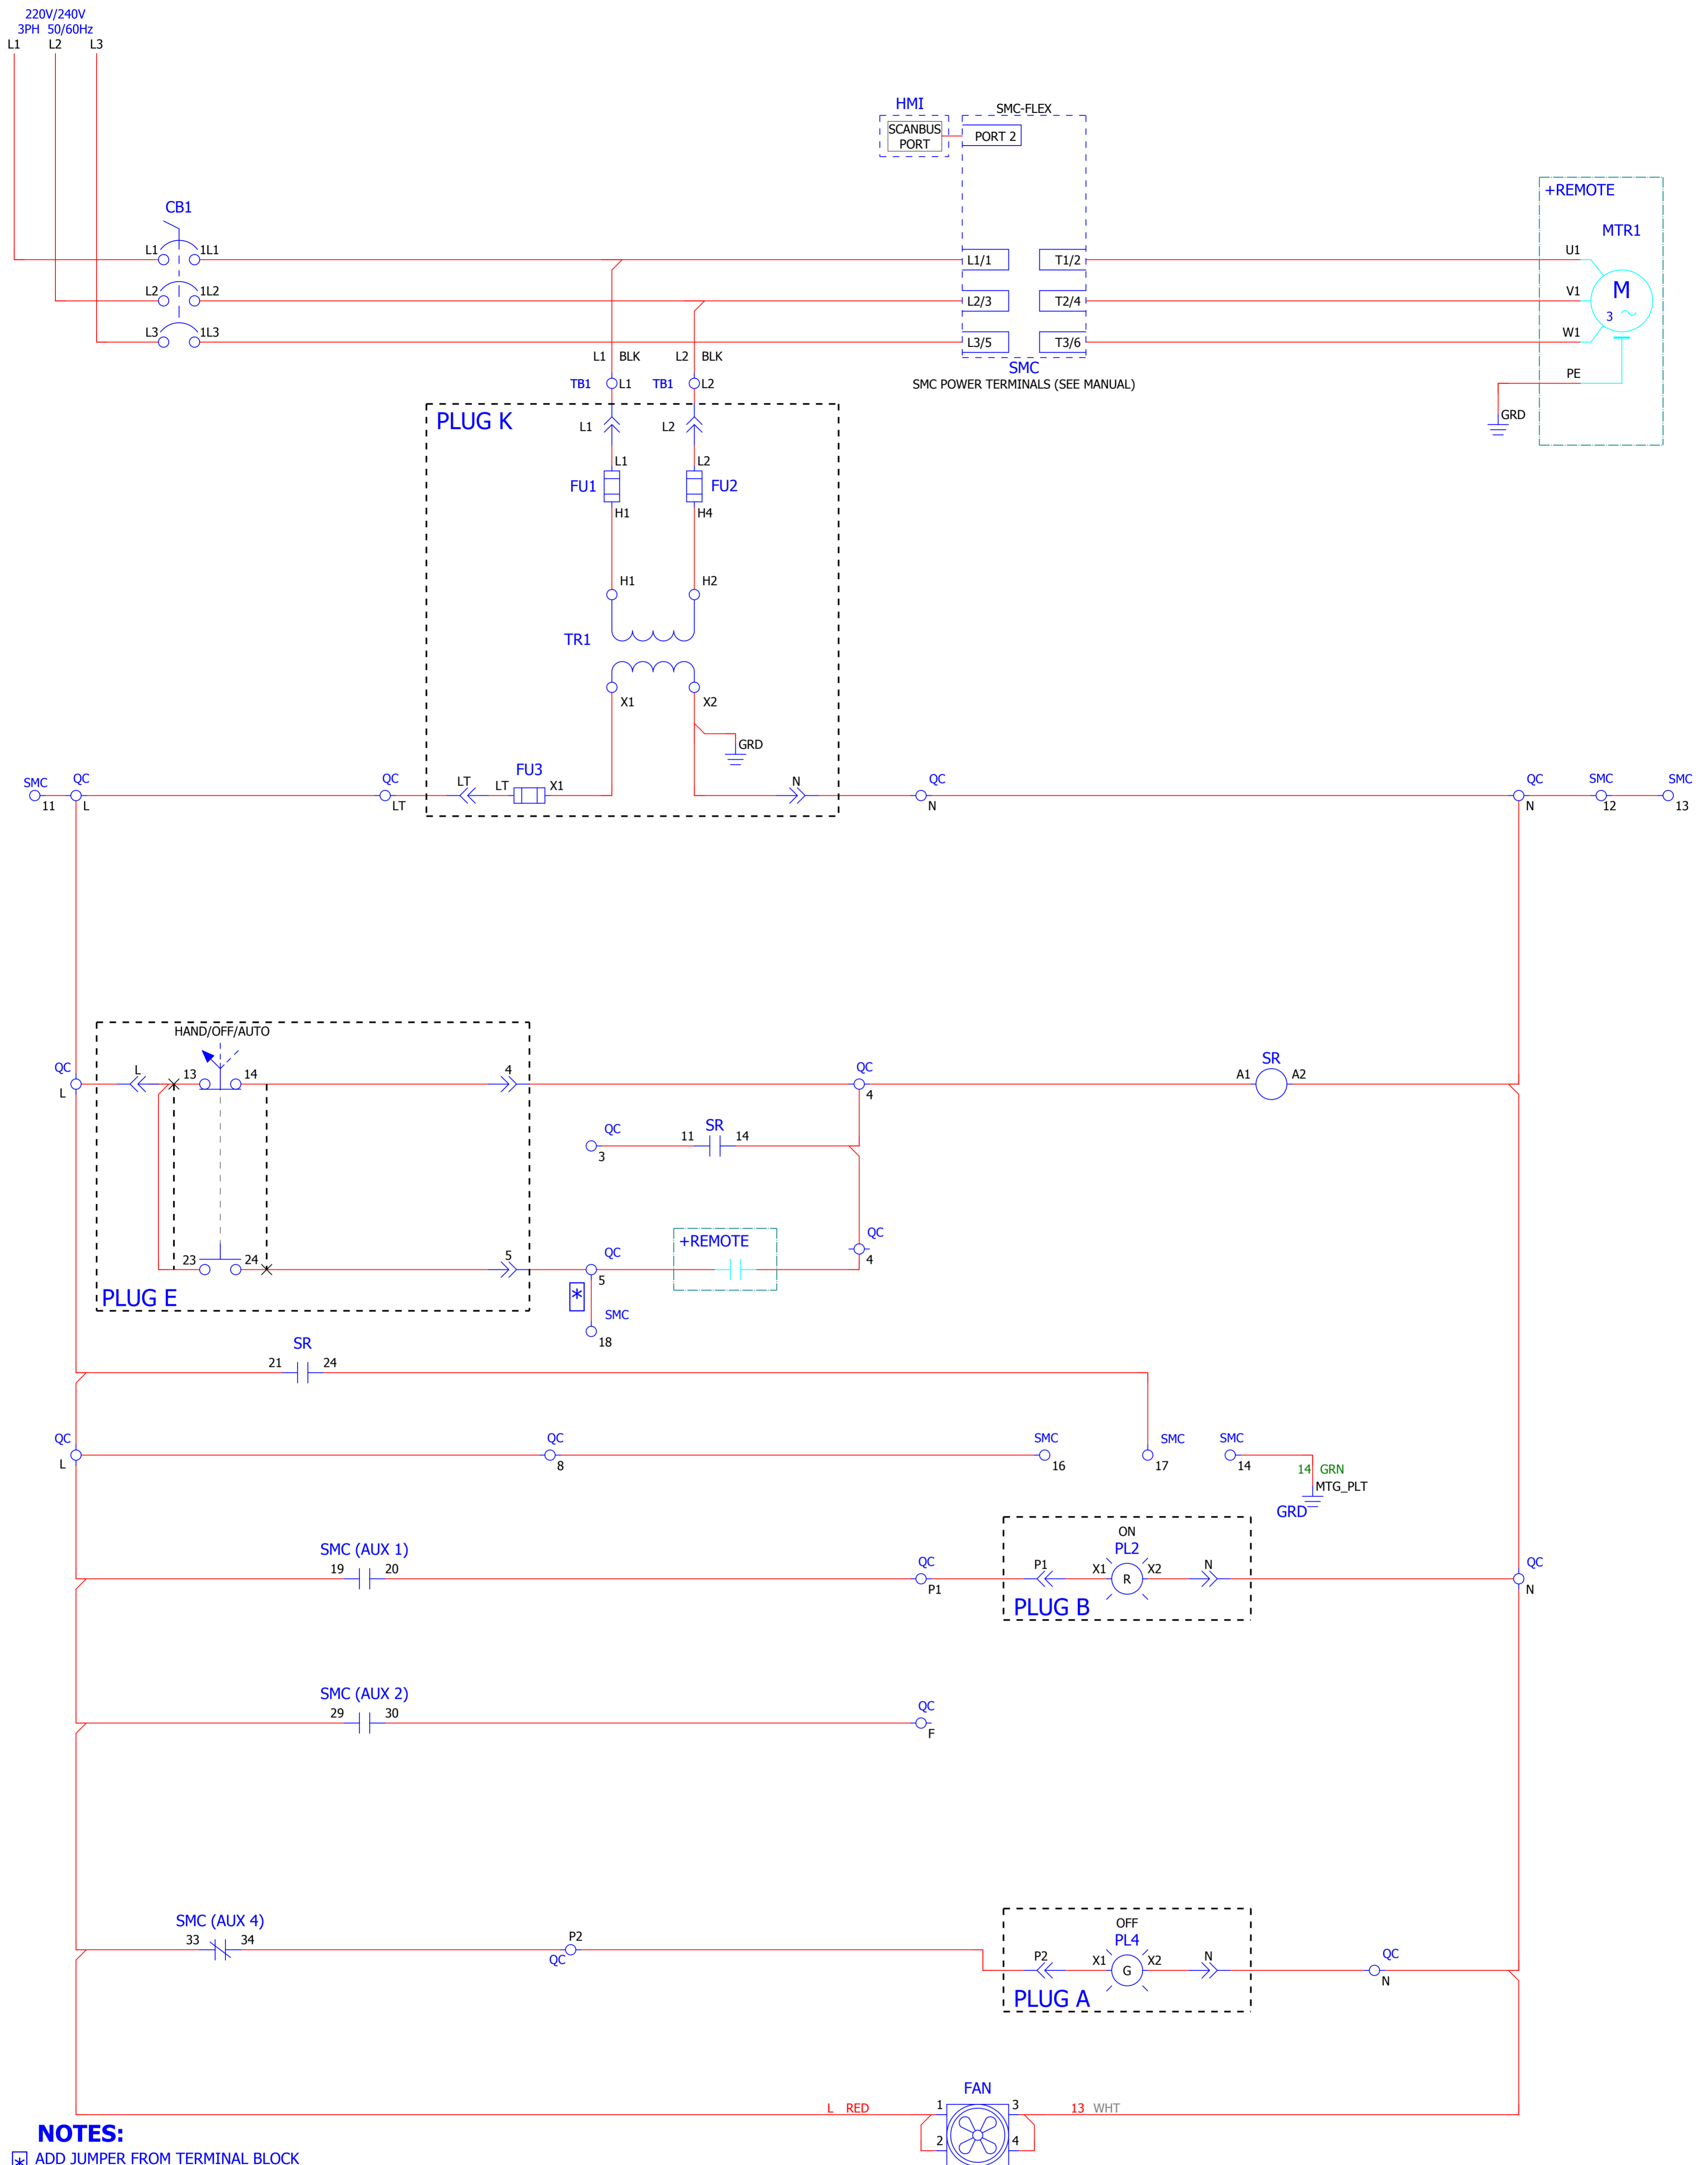 220V/240V
3PH 50/60Hz
L1 L2 L3
HMI
SMC-FLEX
SCANBUS
PORT
PORT 2
+REMOTE
CB1
MTR1
L1 1L1
L1/1 T1/2
U1
L2 1L2
L2/3 T2/4
V1
M
3
L3 1L3
L3/5 T3/6
W1
L1 BLK L2 BLK
SMC
SMC POWER TERMINALS (SEE MANUAL)
PE
TB1 L1 TB1 L2
GRD
PLUG K
L1 L2
L1 L2
FU1 FU2
H1 H4
H1 H2
TR1
X1 X2
GRD
SMC QC QC
FU3
LT LT X1 N
QC QC SMC SMC
11 L LT N N 12 13
HAND/OFF/AUTO
QC L 13 14 4 QC SR
A1 A2
L 4
QC SR
11 14
3
QC
+REMOTE
23 24 5 QC
5 4
PLUG E
*
SMC
18
SR
21 24
QC QC SMC SMC SMC
L 8 16 17 14
14 GRN
MTG_PLT
GRD
ON
SMC (AUX 1)
PL2
19 20 QC P1 X1 X2 N QC
R
P1 N
PLUG B
SMC (AUX 2)
29 30 QC
F
SMC (AUX 4)
OFF
33 34 P2
PL4
QC
P2 X1 X2 N QC
G
N
PLUG A
FAN
L RED 1 3 13 WHT
2 4
NOTES:
* ADD JUMPER FROM TERMINAL BLOCK